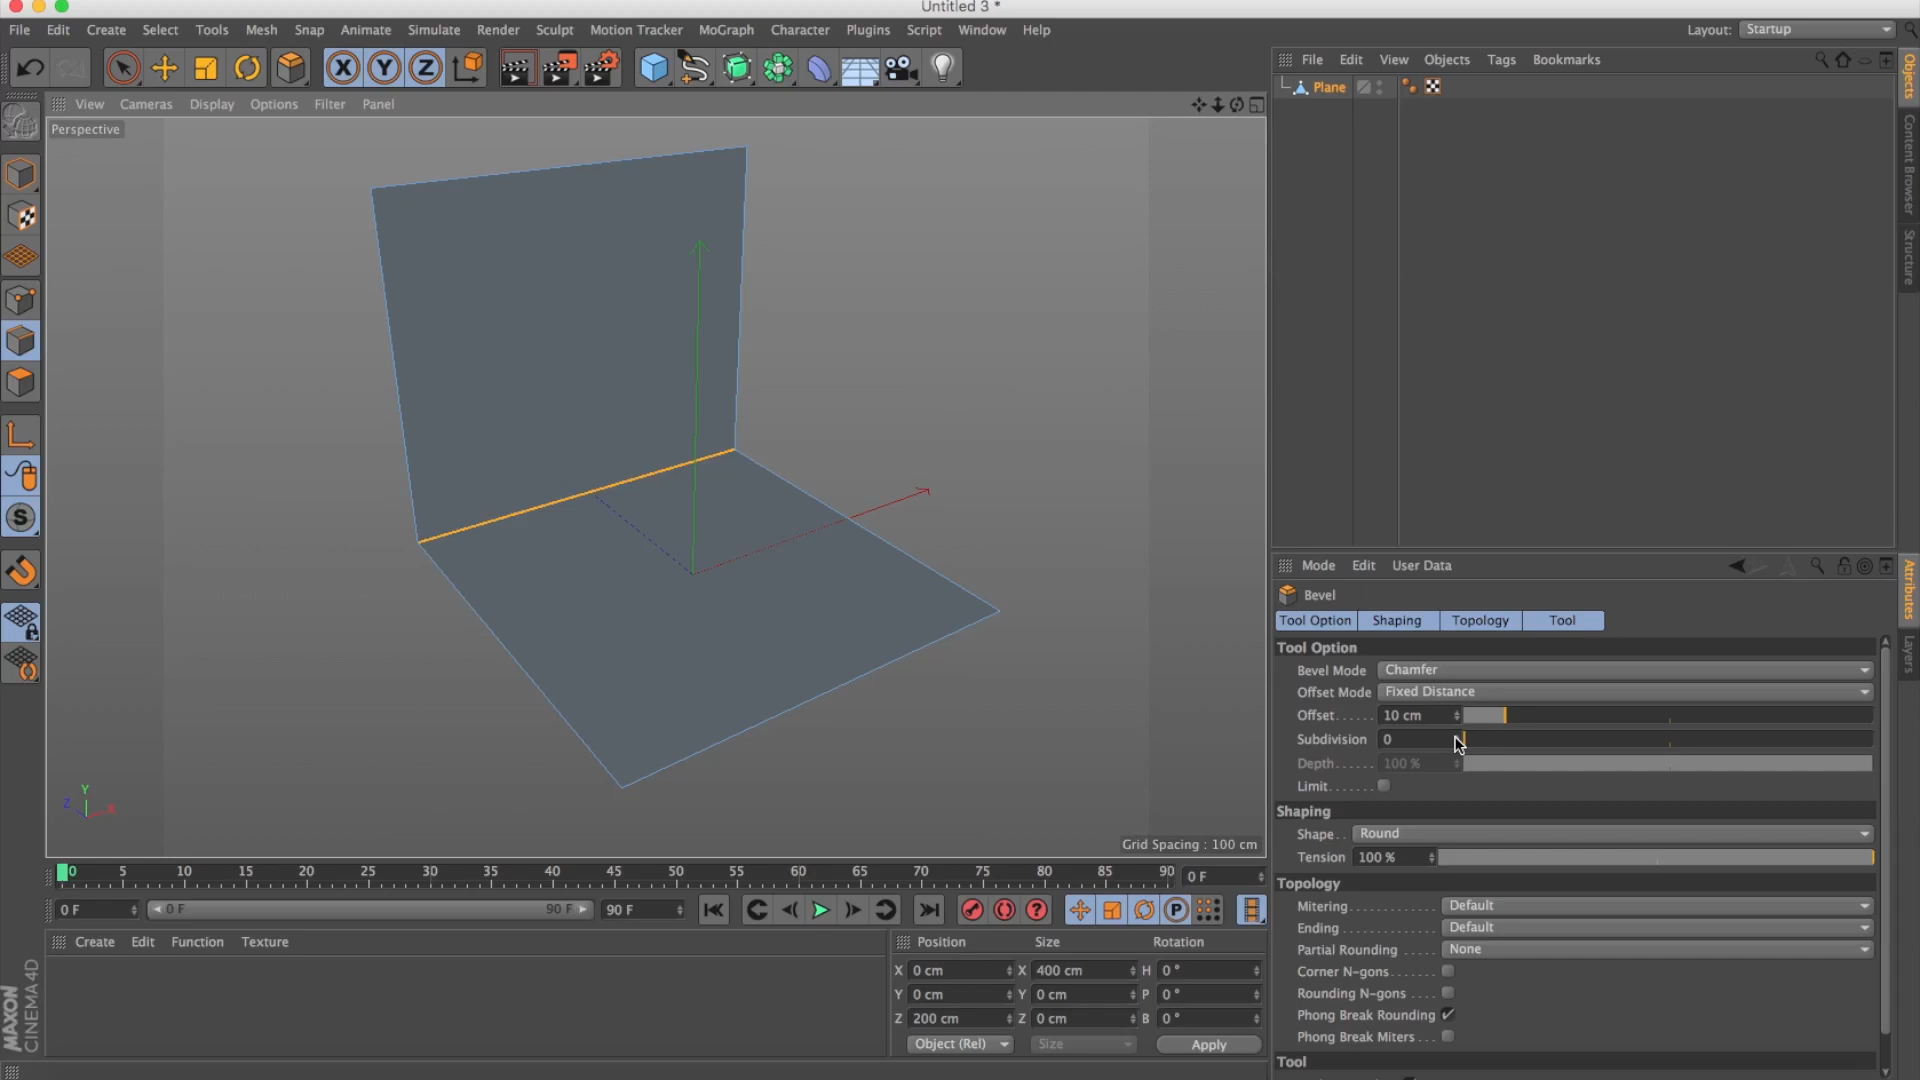 Untitled 3 *
File Edit Create Select Tools Mesh Snap Animate Simulate Render Sculpt Motion Tracker MoGraph Character Plugins Script Window Help Layout: Startup
X Y Z
File Edit View Objects Tags Bookmarks
View Cameras Display Options Filter Panel
Plane
Perspective
Objects
Content Browser
Structure
S
Y
Z X
Grid Spacing : 100 cm
Mode Edit User Data
Bevel
Tool Option Shaping Topology Tool
Tool Option
Bevel Mode Chamfer
Offset Mode Fixed Distance
Offset...... 10 cm
Subdivision 0
Depth...... 100 %
Limit.......
Shaping
Shape.. Round
Tension 100 %
Topology
Mitering............ Default
Ending............. Default
Partial Rounding ..... None
Corner N-gons.......
Rounding N-gons ....
Phong Break Rounding
Phong Break Miters ...
Tool
Attributes
Layers
0 5 10 15 20 25 30 35 40 45 50 55 60 65 70 75 80 85 90 0 F
0 F 0 F 90 F 90 F P
Create Edit Function Texture
Position Size Rotation
X 0 cm X 400 cm H 0 °
Y 0 cm Y 0 cm P 0 °
Z 200 cm Z 0 cm B 0 °
Object (Rel) Size Apply
MAXON
CINEMA 4D